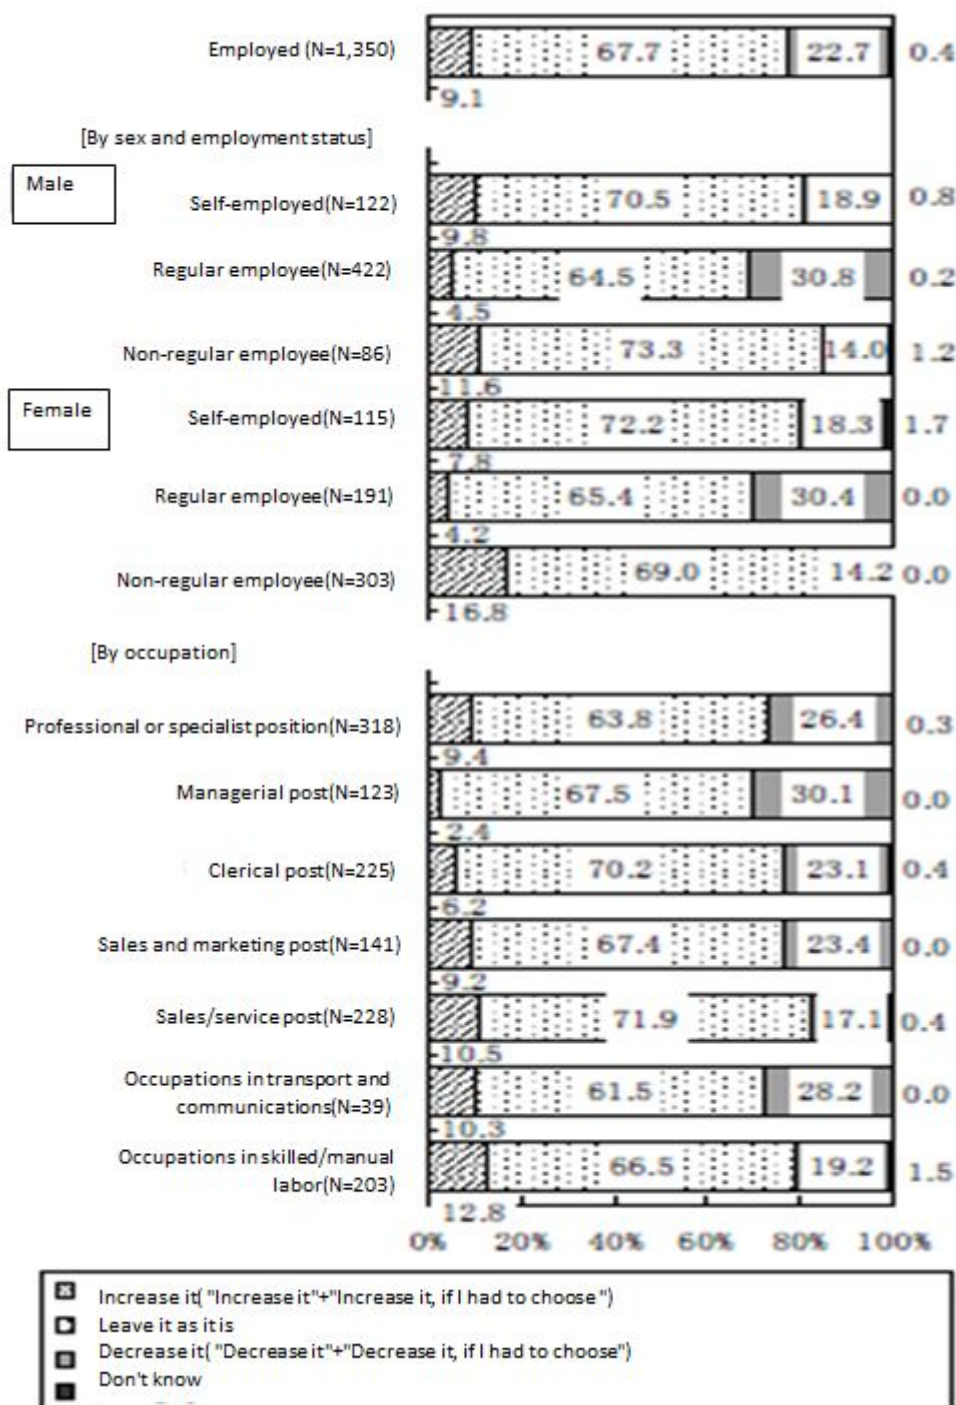 Employed (N=1,350)
67.7
22.7
0.4
9.1
[By sex and employment status]
Male
Self-employed(N=122)
70.5
18.9
0.8
9.8
Regular employee(N=422)
64.5
30.8
0.2
4.5
Non-regular employee(N=86)
73.3
14.0
1.2
11.6
Female
Self-employed(N=115)
72.2
18.3
1.7
7.8
Regular employee(N=191)
65.4
30.4
0.0
4.2
Non-regular employee(N=303)
69.0
14.2
0.0
16.8
[By occupation]
Professional or specialist position(N=318)
63.8
26.4
0.3
9.4
Managerial post(N=123)
67.5
30.1
0.0
2.4
Clerical post(N=225)
70.2
23.1
0.4
6.2
Sales and marketing post(N=141)
67.4
23.4
0.0
9.2
Sales/service post(N=228)
71.9
17.1
0.4
10.5
Occupations in transport and
communications(N=39)
61.5
28.2
0.0
10.3
Occupations in skilled/manual
labor(N=203)
66.5
19.2
1.5
12.8
0% 20% 40% 60% 80% 100%
Increase it( "Increase it"+"Increase it, if I had to choose")
Leave it as it is
Decrease it( "Decrease it"+"Decrease it, if I had to choose")
Don't know